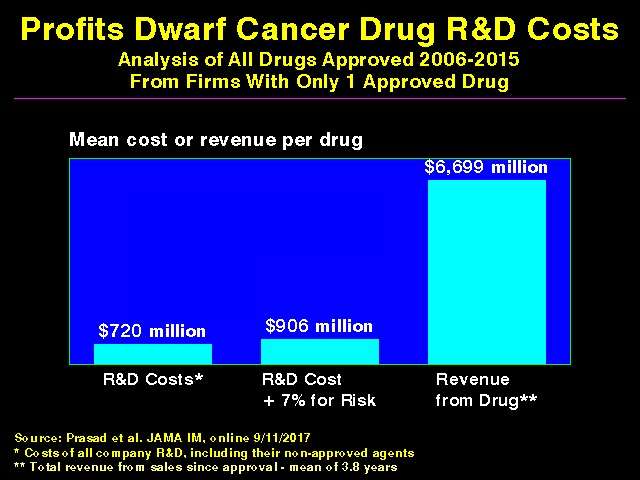 Profits Dwarf Cancer Drug R&D Costs
Analysis of All Drugs Approved 2006-2015
From Firms With Only 1 Approved Drug
Mean cost or revenue per drug
$6,699 million
$720 million
$906 million
R&D Costs*
R&D Cost
+ 7% for Risk
Revenue
from Drug**
Source: Prasad et al. JAMA IM, online 9/11/2017
* Costs of all company R&D, including their non-approved agents
** Total revenue from sales since approval - mean of 3.8 years